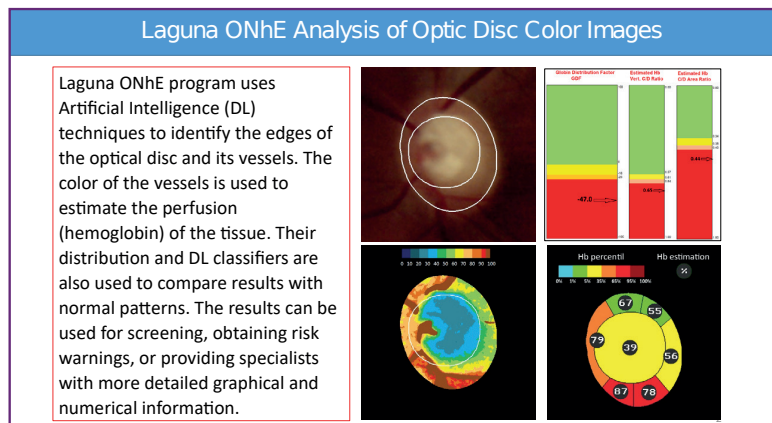 Laguna ONhE Analysis of Optic Disc Color Images
Laguna ONhE program uses
Artificial Intelligence (DL)
techniques to identify the edges of
the optical disc and its vessels. The
color of the vessels is used to
estimate the perfusion
(hemoglobin) of the tissue. Their
distribution and DL classifiers are
also used to compare results with
normal patterns. The results can be
used for screening, obtaining risk
warnings, or providing specialists
with more detailed graphical and
numerical information.
Globin Distribution Factor
GDF
-47.0
Estimated Hb
Vert. C/D Ratio
Estimated Hb
C/D Area Ratio
0 10 20 30 40 50 60 70 80 90 100
Hb percentil
0% 1% 5% 35% 65% 95% 100%
Hb estimation
%
67
55
79
39
56
87
78